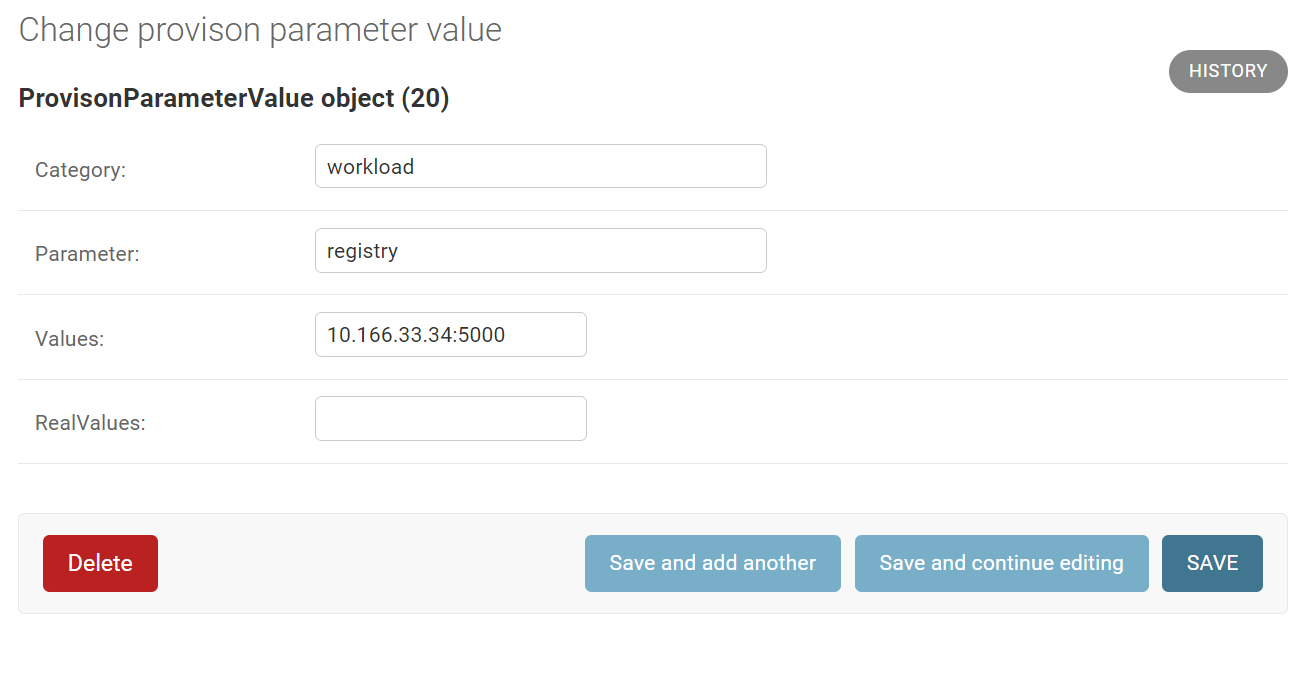 Change provison parameter value
HISTORY
ProvisonParameterValue object (20)
Category:
workload
Parameter:
registry
Values:
10.166.33.34:5000
RealValues:
Delete
Save and add another
Save and continue editing
SAVE